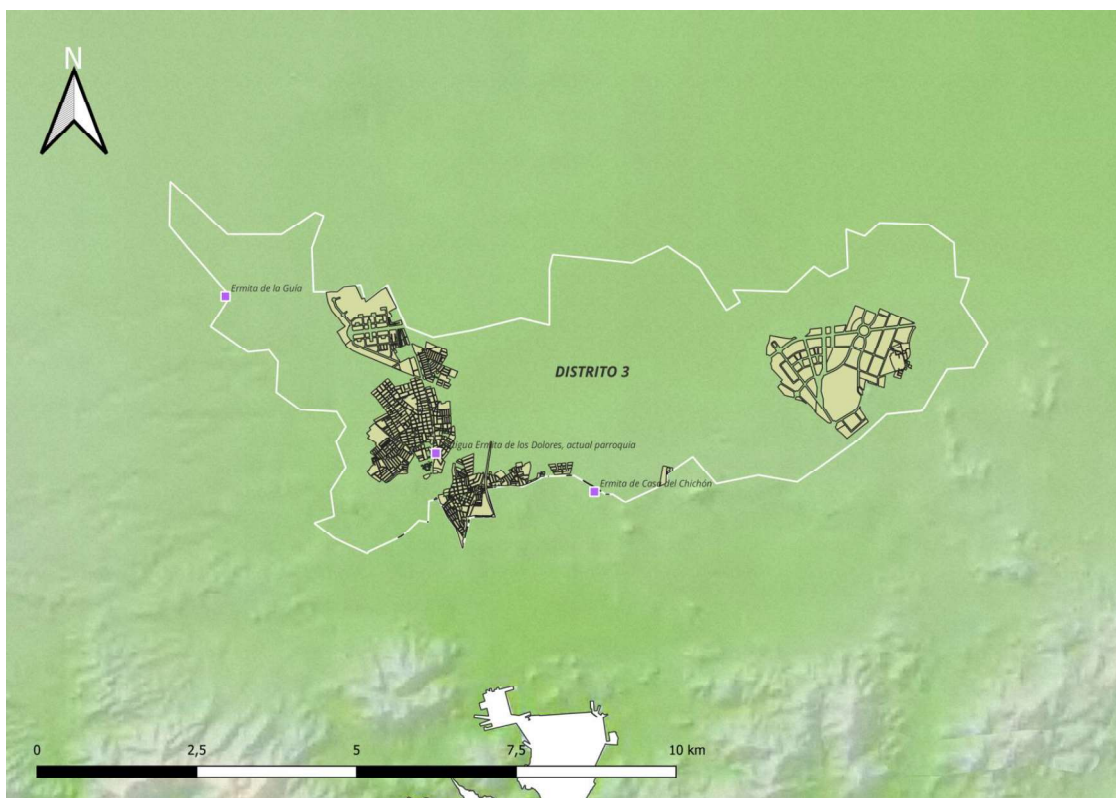 N
Ermita de la Guía
DISTRITO 3
igua Ermita de los Dolores, actual parroquia
Ermita de Casa del Chichón
0 2,5 5 7,5 10 km